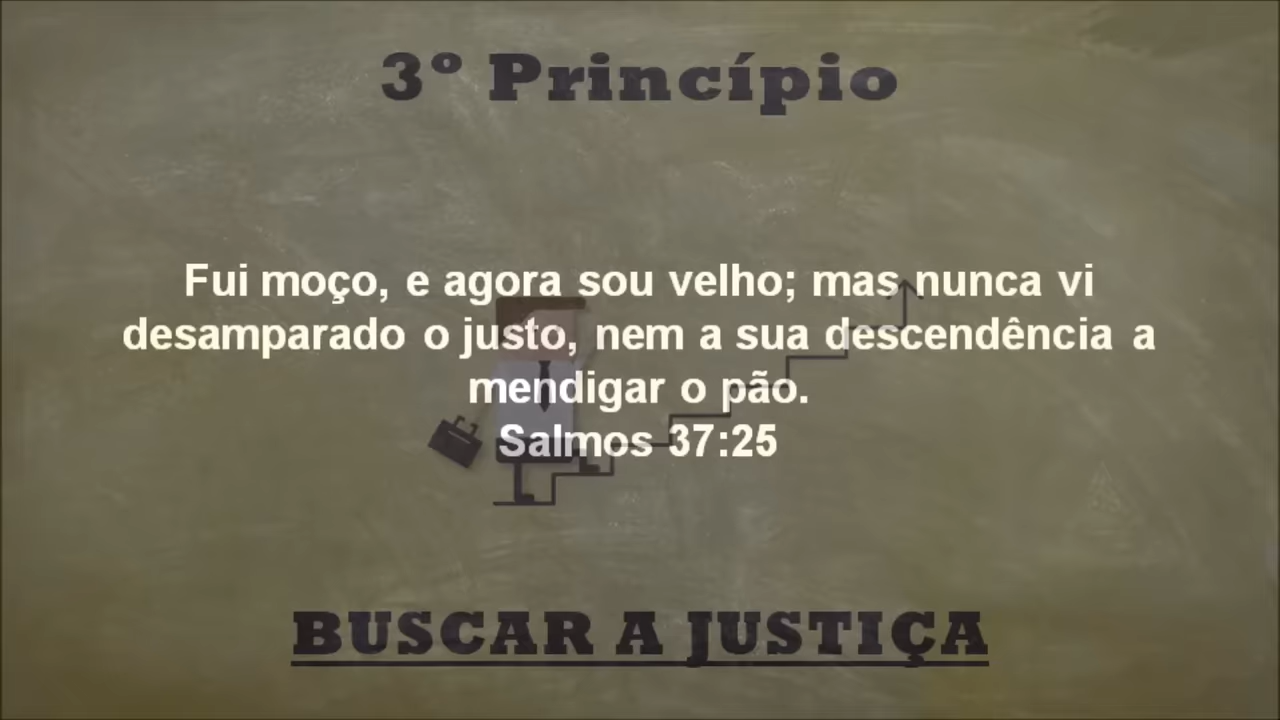 3º Princípio
Fui moço, e agora sou velho; mas nunca vi
desamparado o justo, nem a sua descendência a
mendigar o pão.
Salmos 37:25
BUSCAR A JUSTIÇA